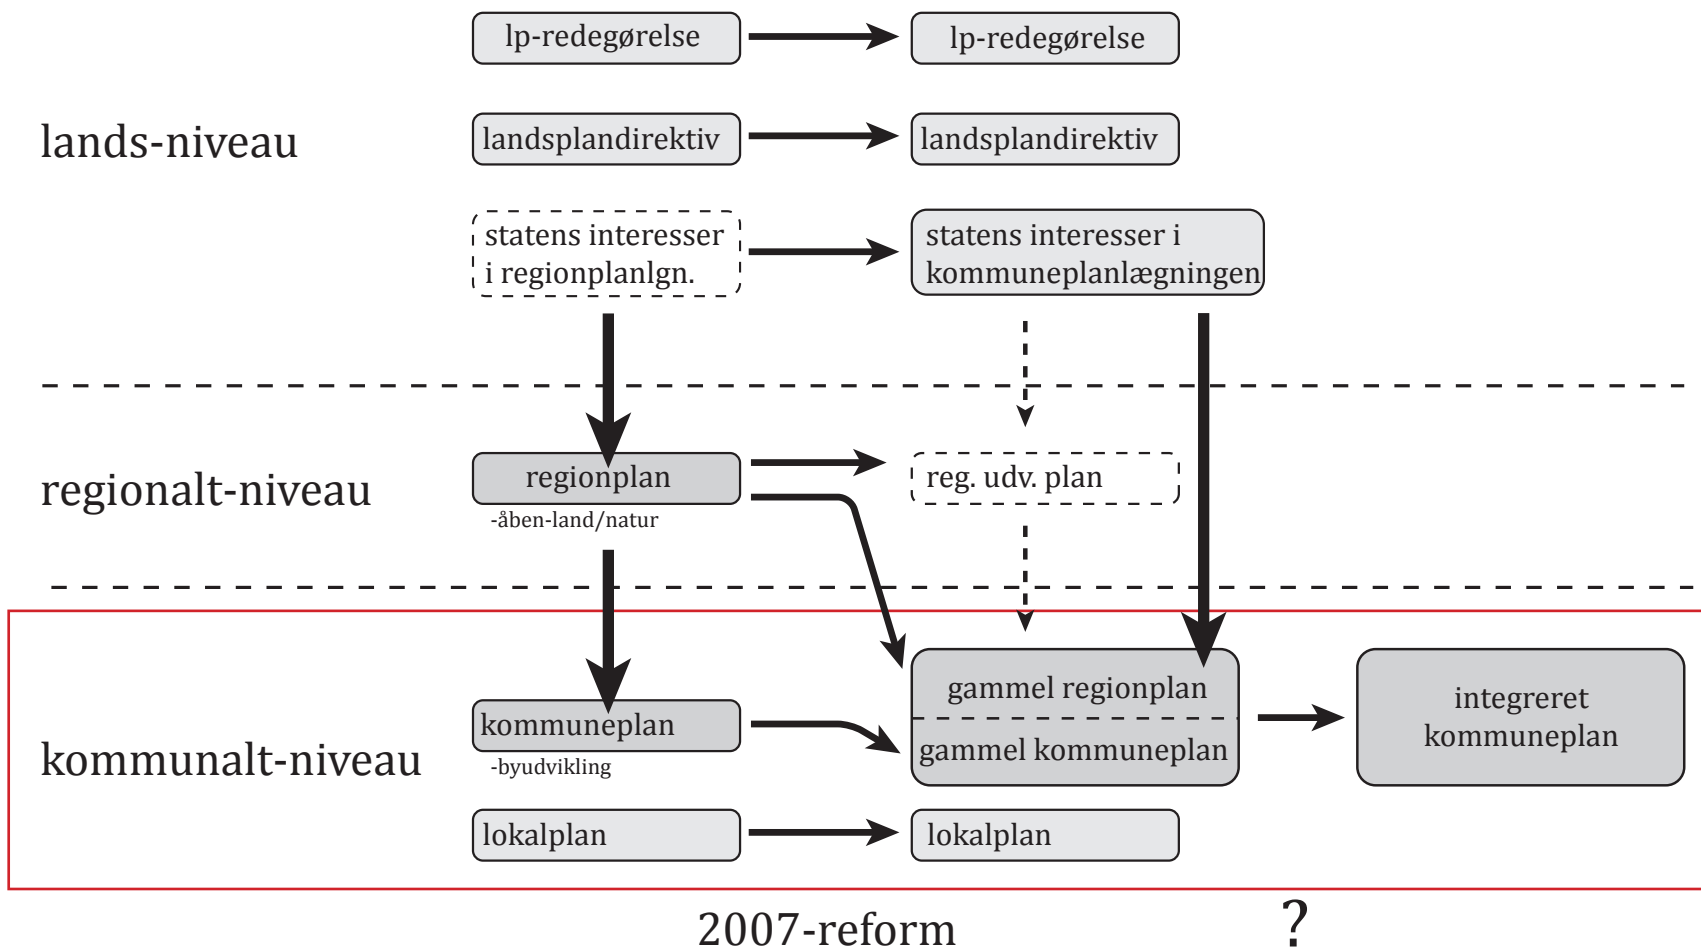 lp-redegørelse
lp-redegørelse
lands-niveau
landsplandirektiv
landsplandirektiv
statens interesser
i regionplanlgn.
statens interesser i
kommuneplanlægningen
regionalt-niveau
regionplan
-åben-land/natur
reg. udv. plan
kommunalt-niveau
kommuneplan
-byudvikling
gammel regionplan
gammel kommuneplan
integreret
kommuneplan
lokalplan
lokalplan
2007-reform
?